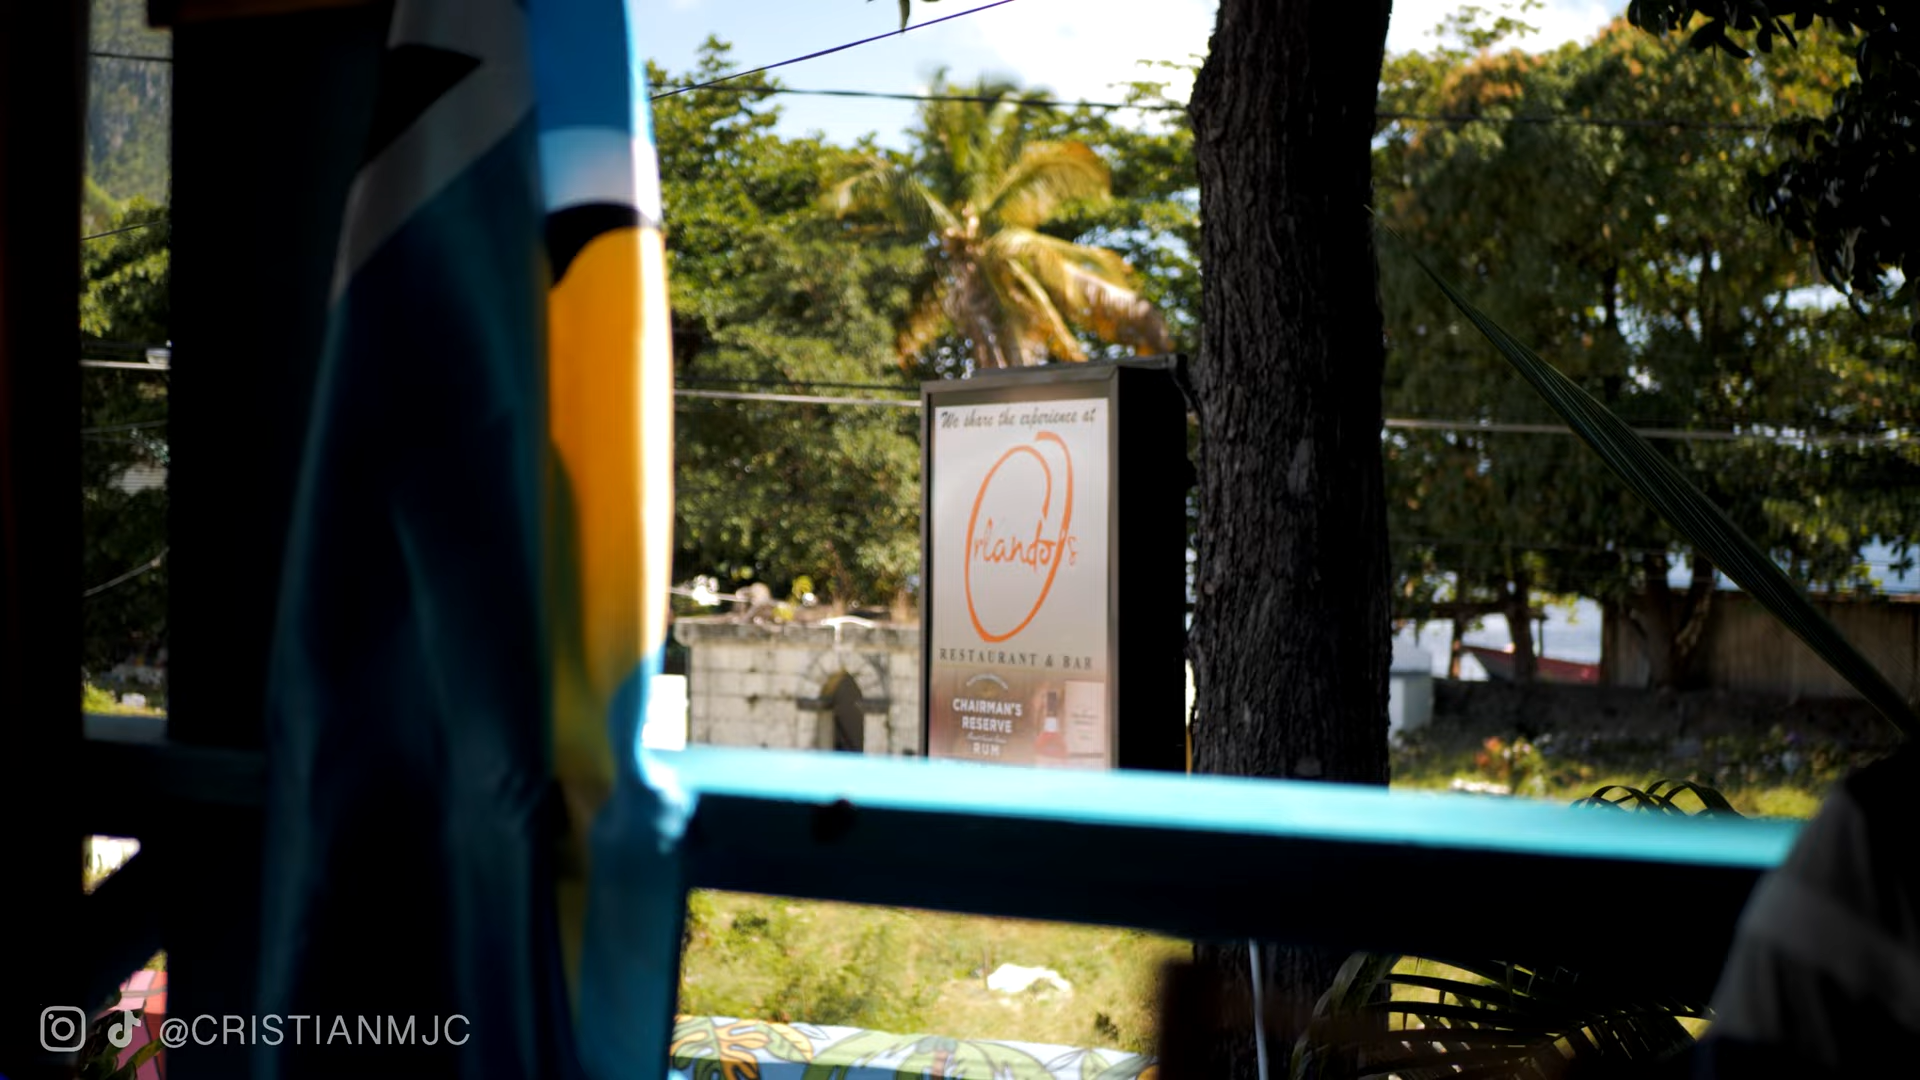 We share the experience at
Orlando's
RESTAURANT & BAR
CHAIRMAN'S
RESERVE
RUM
@CRISTIANMJC